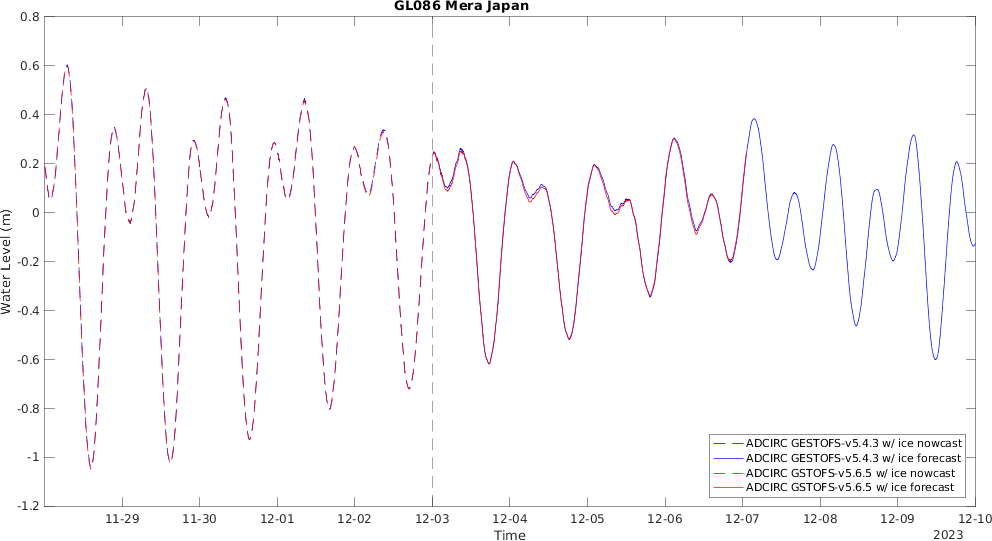 GL086 Mera Japan
0.8
0.6
0.4
0.2
0
-0.2
-0.4
-0.6
-0.8
-1
-1.2
Water Level (m)
11-29 11-30 12-01 12-02 12-03 12-04 12-05 12-06 12-07 12-08 12-09 12-10
Time
2023
ADCIRC GESTOFS-v5.4.3 w/ ice nowcast
ADCIRC GESTOFS-v5.4.3 w/ ice forecast
ADCIRC GSTOFS-v5.6.5 w/ ice nowcast
ADCIRC GSTOFS-v5.6.5 w/ ice forecast